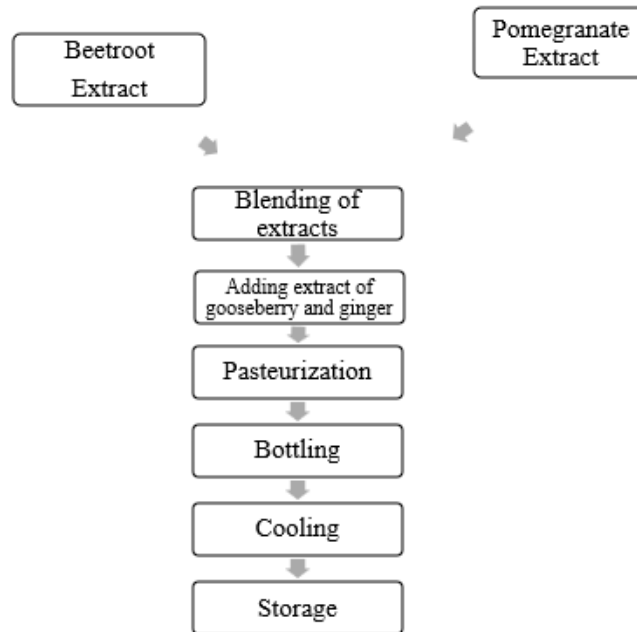 Beetroot
Extract
Pomegranate
Extract
Blending of
extracts
Adding extract of
gooseberry and ginger
Pasteurization
Bottling
Cooling
Storage